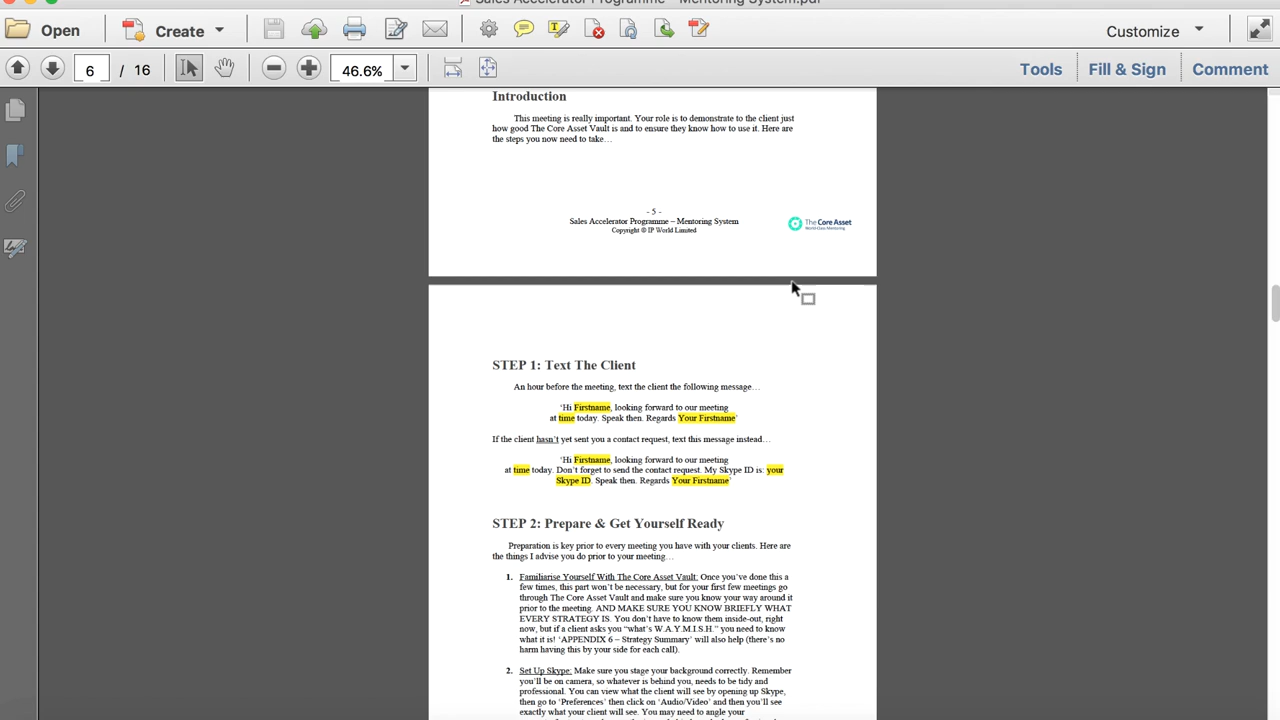 Sales Accelerator Programme – Mentoring System.pdf
Open
Create
Customize
6 / 16
46.6%
Tools
Fill & Sign
Comment
Introduction
This meeting is really important. Your role is to demonstrate to the client just
how good The Core Asset Vault is and to ensure they know how to use it. Here are
the steps you now need to take…
- 5 -
Sales Accelerator Programme – Mentoring System
Copyright © IP World Limited
The Core Asset
World-Class Mentoring
STEP 1: Text The Client
An hour before the meeting, text the client the following message…
‘Hi Firstname, looking forward to our meeting
at time today. Speak then. Regards Your Firstname’
If the client hasn’t yet sent you a contact request, text this message instead…
‘Hi Firstname, looking forward to our meeting
at time today. Don’t forget to send the contact request. My Skype ID is: your
Skype ID. Speak then. Regards Your Firstname’
STEP 2: Prepare & Get Yourself Ready
Preparation is key prior to every meeting you have with your clients. Here are
the things I advise you do prior to your meeting…
1. Familiarise Yourself With The Core Asset Vault: Once you’ve done this a
few times, this part won’t be necessary, but for your first few meetings go
through The Core Asset Vault and make sure you know your way around it
prior to the meeting. AND MAKE SURE YOU KNOW BRIEFLY WHAT
EVERY STRATEGY IS. You don’t have to know them inside-out, right
now, but if a client asks you “what’s W.A.Y.M.I.S.H.” you need to know
what it is! ‘APPENDIX 6 – Strategy Summary’ will also help (there’s no
harm having this by your side for each call).
2. Set Up Skype: Make sure you stage your background correctly. Remember
you’ll be on camera, so whatever is behind you, needs to be tidy and
professional. You can view what the client will see by opening up Skype,
then go to ‘Preferences’ then click on ‘Audio/Video’ and then you’ll see
exactly what your client will see. You may need to angle your